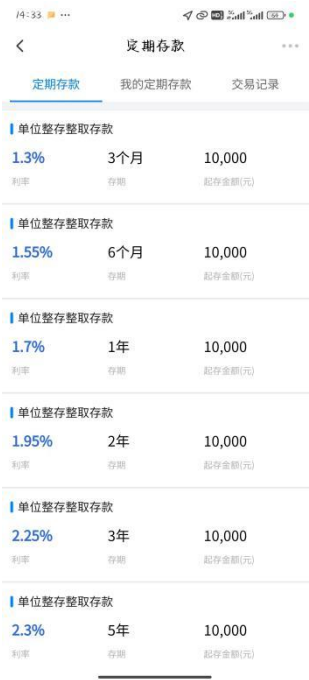 14:33
定期存款
定期存款 我的定期存款 交易记录
单位整存整取存款
1.3% 3个月 10,000
利率 存期 起存金额(元)
单位整存整取存款
1.55% 6个月 10,000
利率 存期 起存金额(元)
单位整存整取存款
1.7% 1年 10,000
利率 存期 起存金额(元)
单位整存整取存款
1.95% 2年 10,000
利率 存期 起存金额(元)
单位整存整取存款
2.25% 3年 10,000
利率 存期 起存金额(元)
单位整存整取存款
2.3% 5年 10,000
利率 存期 起存金额(元)